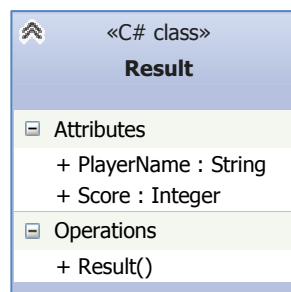 «C# class»
Result
Attributes
+ PlayerName : String
+ Score : Integer
Operations
+ Result()